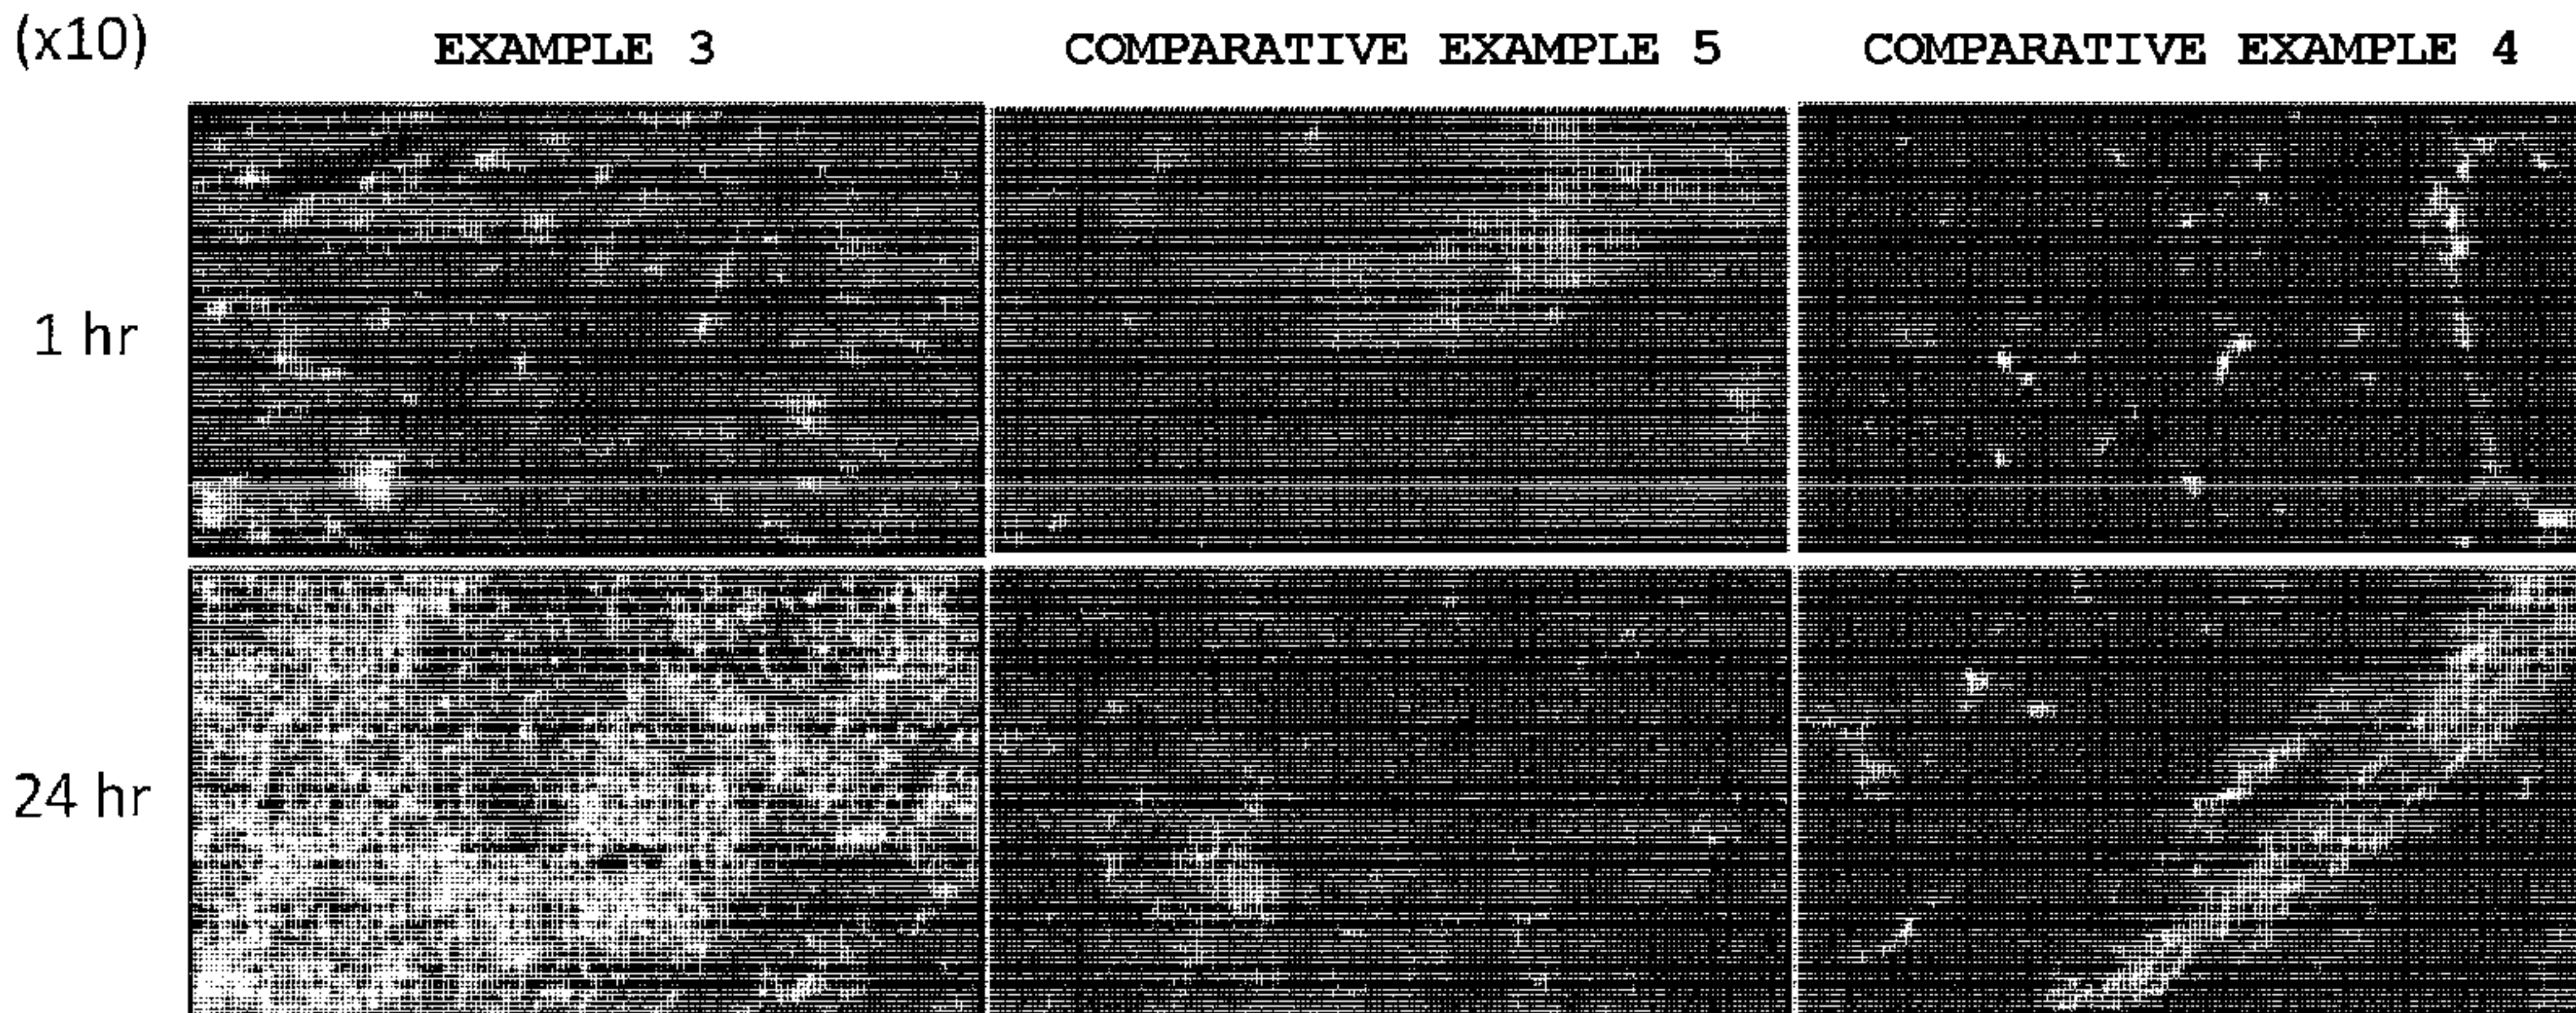 (x10) EXAMPLE 3 COMPARATIVE EXAMPLE 5 COMPARATIVE EXAMPLE 4
1 hr
24 hr